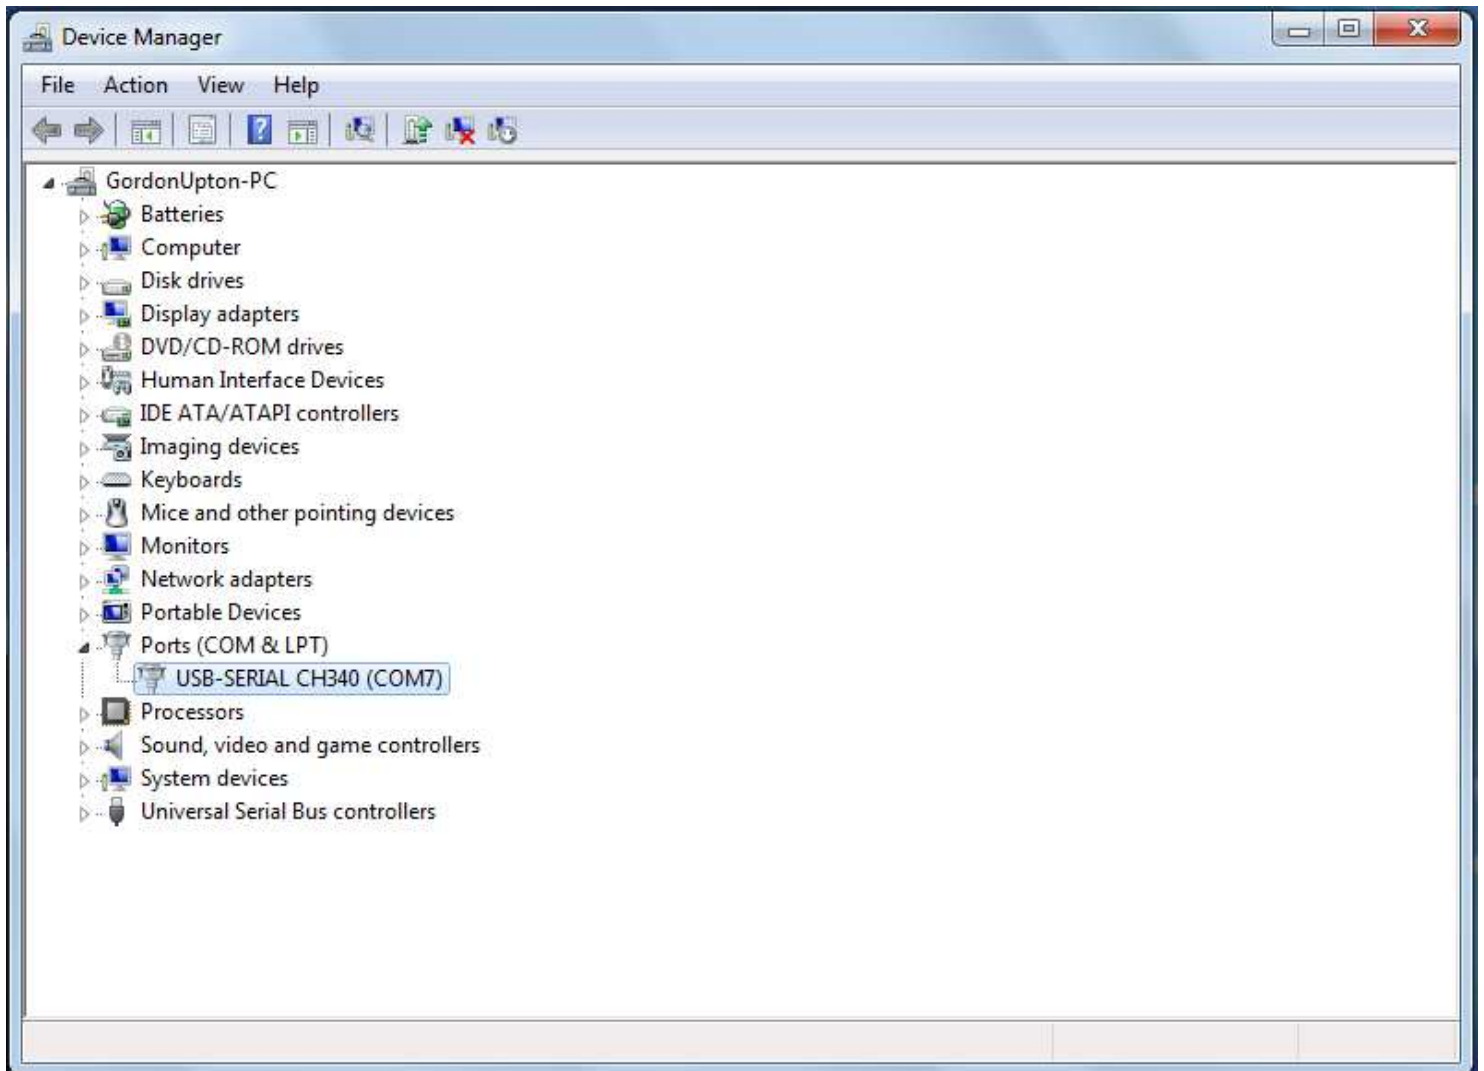 Device Manager
File Action View Help
GordonUpton-PC
Batteries
Computer
Disk drives
Display adapters
DVD/CD-ROM drives
Human Interface Devices
IDE ATA/ATAPI controllers
Imaging devices
Keyboards
Mice and other pointing devices
Monitors
Network adapters
Portable Devices
Ports (COM & LPT)
USB-SERIAL CH340 (COM7)
Processors
Sound, video and game controllers
System devices
Universal Serial Bus controllers